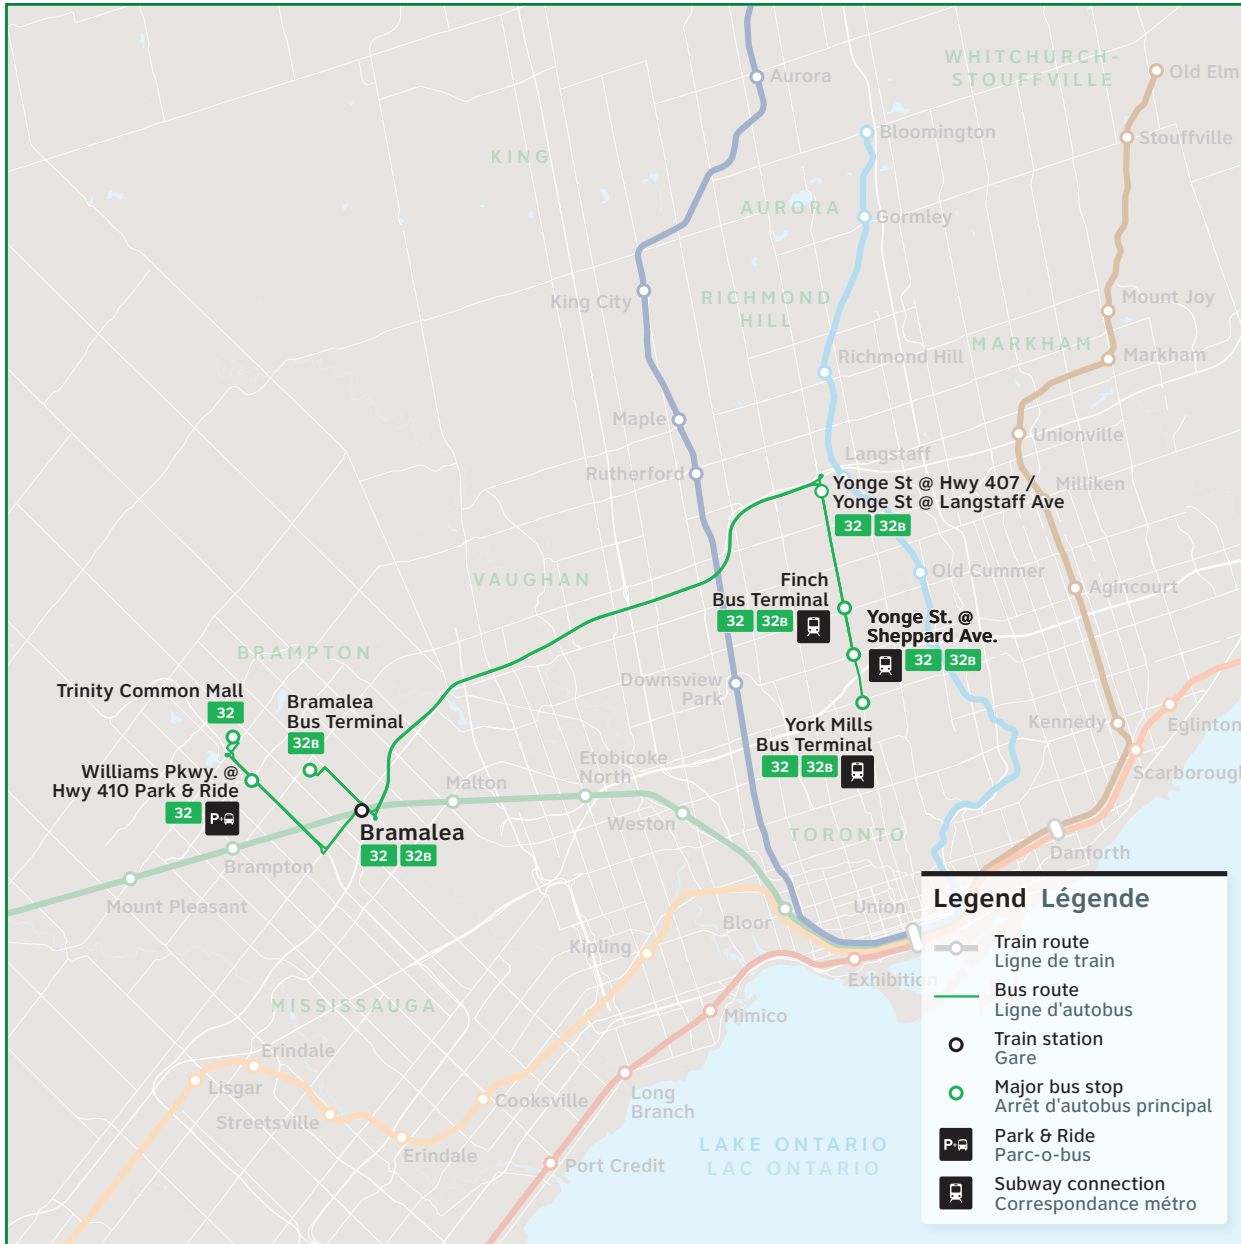 WHITCHURCH-
STOUFFVILLE
Old Elm
Aurora
Bloomington
Stouffville
KING
AURORA
Gormley
King City
RICHMOND
HILL
Mount Joy
MARKHAM
Markham
Richmond Hill
Maple
Unionville
Rutherford
Langstaff
Milliken
Yonge St @ Hwy 407 /
Yonge St @ Langstaff Ave
32 32B
VAUGHAN
Finch
Bus Terminal
32 32B
Old Cummer
Agincourt
Yonge St. @
Sheppard Ave.
32 32B
BRAMPTON
Trinity Common Mall
32
Bramalea
Bus Terminal
32B
Downsview
Park
York Mills
Bus Terminal
32 32B
Kennedy
Eglinton
Scarborough
Williams Pkwy. @
Hwy 410 Park & Ride
32 P+
Malton
Etobicoke
North
Weston
TORONTO
Bramalea
32 32B
Brampton
Danforth
Mount Pleasant
Bloor
Union
Kipling
Exhibition
MISSISSAUGA
Mimico
Erindale
Lisgar
Streetsville
Cooksville
Long
Branch
Erindale
Port Credit
LAKE ONTARIO
LAC ONTARIO
Legend Légende
Train route
Ligne de train
Bus route
Ligne d'autobus
Train station
Gare
Major bus stop
Arrêt d'autobus principal
P+
Park & Ride
Parc-o-bus
Subway connection
Correspondance métro